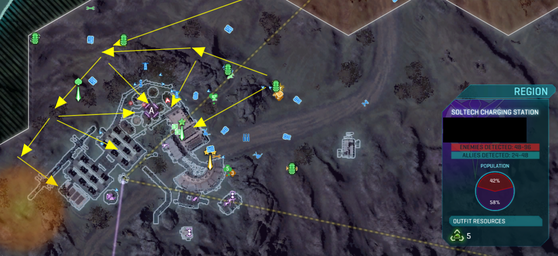 A
REGION
SOLTECH CHARGING STATION
ENEMIES DETECTED: 48-96
ALLIES DETECTED: 24-48
POPULATION
42%
58%
OUTFIT RESOURCES
5